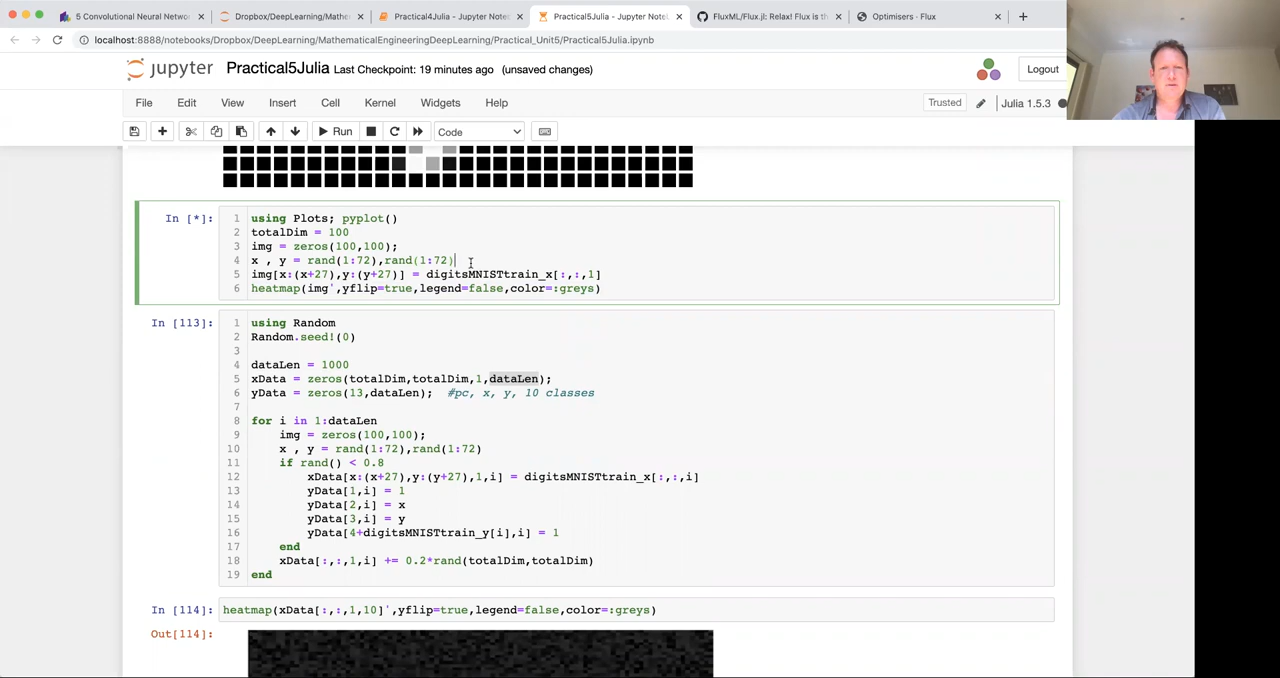 5 Convolutional Neural Networ
Dropbox/DeepLearning/Mathe
Practical4Julia - Jupyter Note
Practical5Julia - Jupyter Note
FluxML/Flux.jl: Relax! Flux is th
Optimisers · Flux
localhost:8888/notebooks/Dropbox/DeepLearning/MathematicalEngineeringDeepLearning/Practical_Unit5/Practical5Julia.ipynb
jupyter Practical5Julia Last Checkpoint: 19 minutes ago (unsaved changes)
Logout
File Edit View Insert Cell Kernel Widgets Help
Trusted Julia 1.5.3
Run Code
In [*]:
1 using Plots; pyplot()
2 totalDim = 100
3 img = zeros(100,100);
4 x , y = rand(1:72),rand(1:72)
5 img[x:(x+27),y:(y+27)] = digitsMNISTtrain_x[:,:,1]
6 heatmap(img',yflip=true,legend=false,color=:greys)
In [113]:
1 using Random
2 Random.seed!(0)
3
4 dataLen = 1000
5 xData = zeros(totalDim,totalDim,1,dataLen);
6 yData = zeros(13,dataLen); #pc, x, y, 10 classes
7
8 for i in 1:dataLen
9 img = zeros(100,100);
10 x , y = rand(1:72),rand(1:72)
11 if rand() < 0.8
12 xData[x:(x+27),y:(y+27),1,i] = digitsMNISTtrain_x[:,:,i]
13 yData[1,i] = 1
14 yData[2,i] = x
15 yData[3,i] = y
16 yData[4+digitsMNISTtrain_y[i],i] = 1
17 end
18 xData[:,:,1,i] += 0.2*rand(totalDim,totalDim)
19 end
In [114]: heatmap(xData[:,:,1,10]',yflip=true,legend=false,color=:greys)
Out[114]: